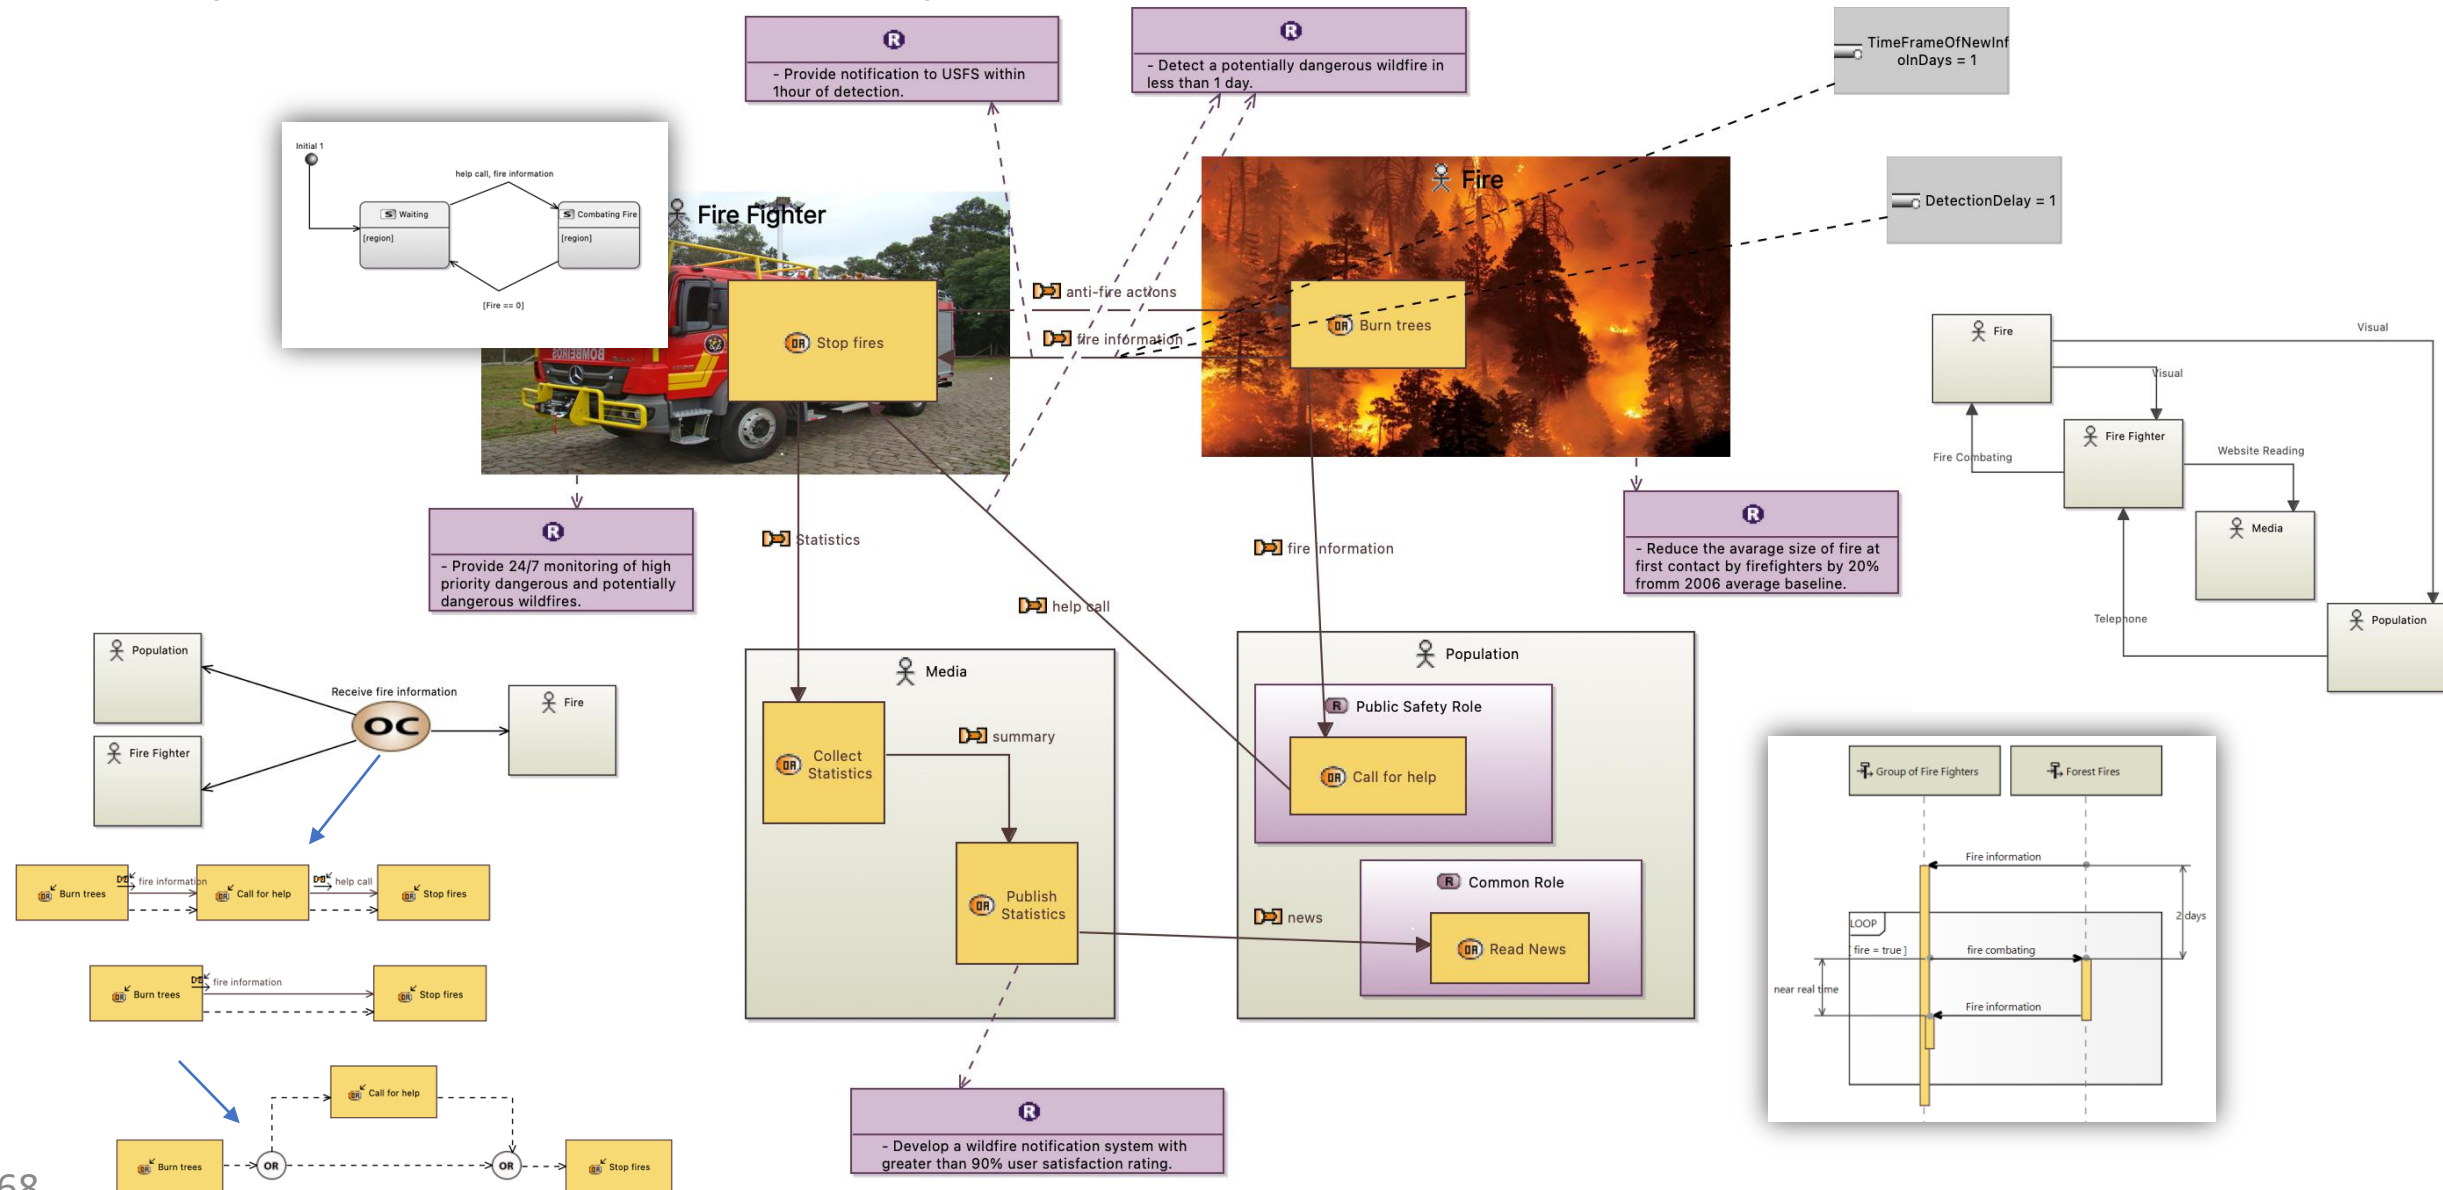 - Provide notification to USFS within
1hour of detection.
- Detect a potentially dangerous wildfire in
less than 1 day.
TimeFrameOfNewInf
oInDays = 1
DetectionDelay = 1
Initial 1
help call, fire information
Waiting
[region]
Combating Fire
[region]
[Fire == 0]
Fire Fighter
Stop fires
anti-fire actions
fire information
Fire
Burn trees
Fire
Visual
Visual
Fire Fighter
Fire Combating
Website Reading
Media
Telephone
Population
- Provide 24/7 monitoring of high
priority dangerous and potentially
dangerous wildfires.
Statistics
help call
fire information
- Reduce the avarage size of fire at
first contact by firefighters by 20%
fromm 2006 average baseline.
Population
Fire Fighter
Receive fire information
OC
Fire
Media
Collect
Statistics
summary
Publish
Statistics
Population
Public Safety Role
Call for help
Common Role
Read News
news
Group of Fire Fighters
Forest Fires
Fire information
2 days
LOOP
[ fire = true ]
fire combating
near real time
Fire information
Burn trees
fire information
Call for help
help call
Stop fires
Burn trees
fire information
Stop fires
Call for help
Burn trees
OR
OR
Stop fires
- Develop a wildfire notification system with
greater than 90% user satisfaction rating.
68